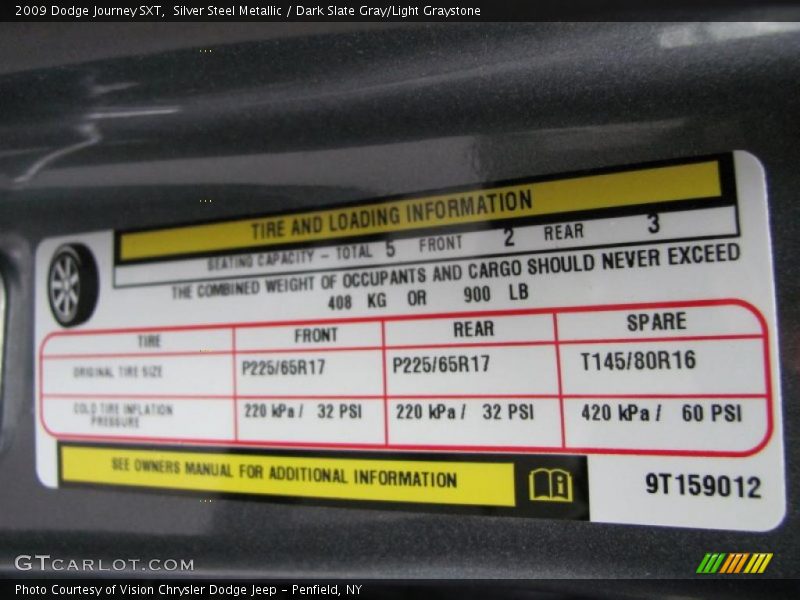 2009 Dodge Journey SXT,  Silver Steel Metallic / Dark Slate Gray/Light Graystone
TIRE AND LOADING INFORMATION
SEATING CAPACITY – TOTAL 5 FRONT 2 REAR 3
THE COMBINED WEIGHT OF OCCUPANTS AND CARGO SHOULD NEVER EXCEED
408 KG OR 900 LB
TIRE FRONT REAR SPARE
ORIGINAL TIRE SIZE P225/65R17 P225/65R17 T145/80R16
COLD TIRE INFLATION PRESSURE 220 kPa / 32 PSI 220 kPa / 32 PSI 420 kPa / 60 PSI
SEE OWNERS MANUAL FOR ADDITIONAL INFORMATION
9T159012
GTCARLOT.COM
Photo Courtesy of Vision Chrysler Dodge Jeep – Penfield, NY